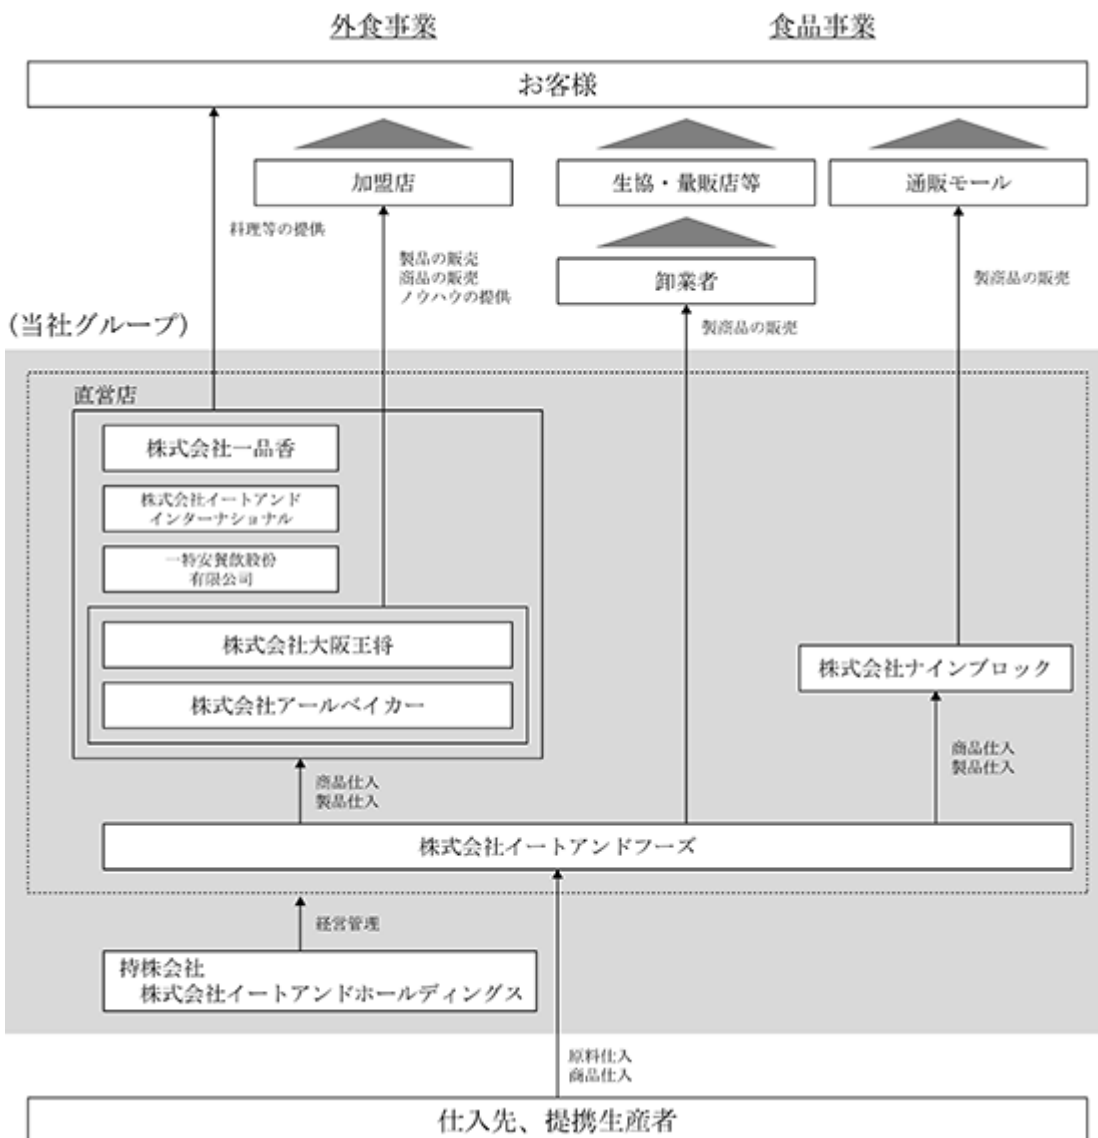 外食事業
食品事業
お客様
加盟店
生協・量販店等
通販モール
料理等の提供
製品の販売
商品の販売
ノウハウの提供
卸業者
製商品の販売
製商品の販売
(当社グループ)
直営店
株式会社一品香
株式会社イートアンド
インターナショナル
一特安餐飲股份
有限公司
株式会社大阪王将
株式会社アールベイカー
株式会社ナインブロック
商品仕入
製品仕入
商品仕入
製品仕入
株式会社イートアンドフーズ
経営管理
持株会社
株式会社イートアンドホールディングス
原料仕入
商品仕入
仕入先、提携生産者